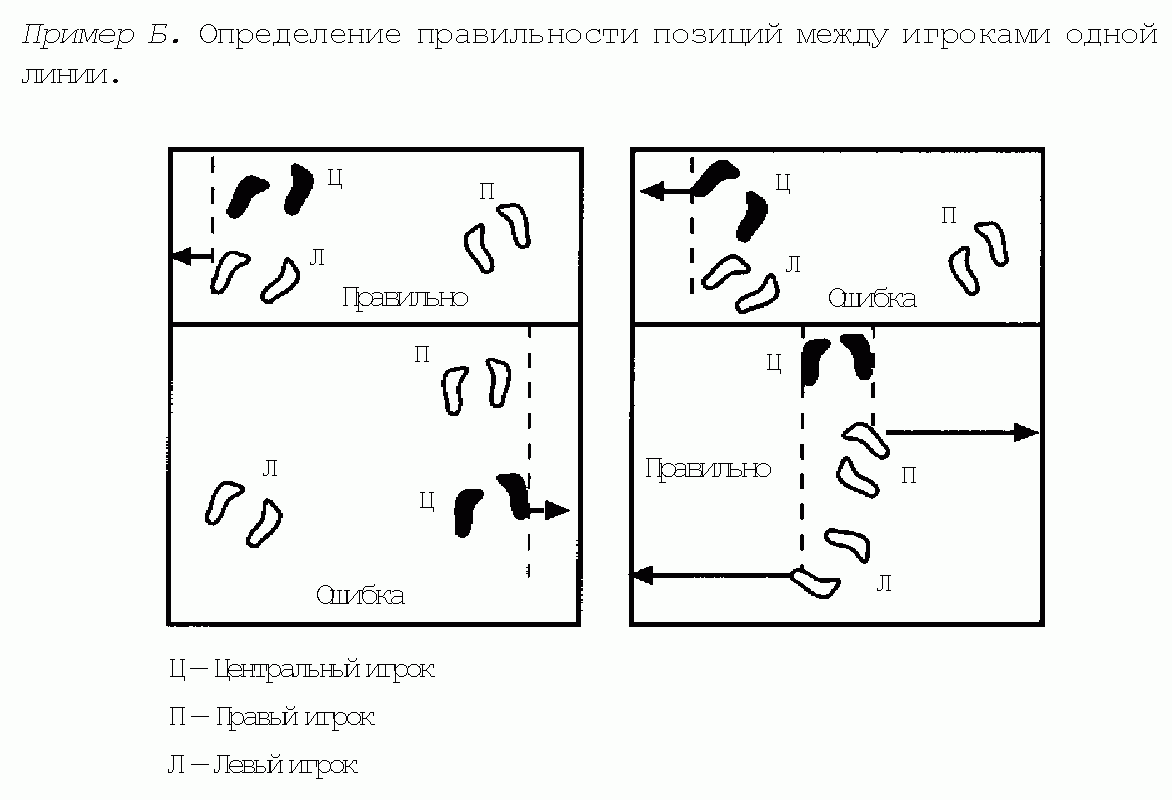 Пример Б. Определение правильности позиций между игроками одной
линии.
Ц
П
Л
Правильно
Ц
П
Л
Ошибка
П
Л
Ц
Ошибка
Ц
Правильно
П
Л
Ц — Центральный игрок
П — Правый игрок
Л — Левый игрок